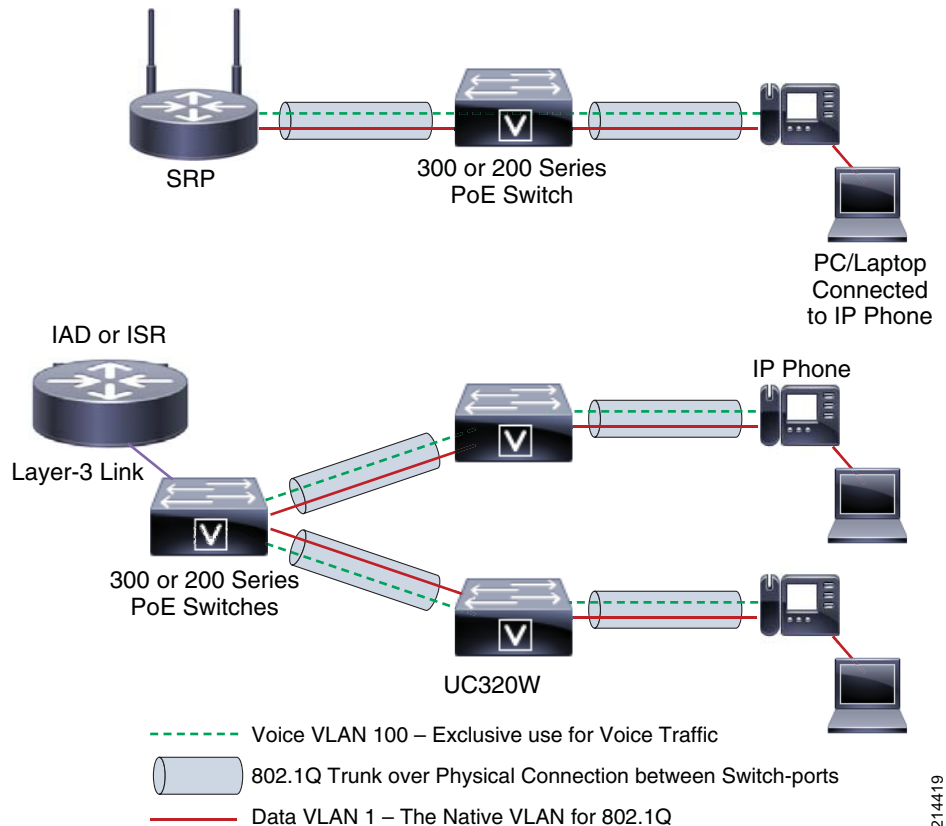 SRP
300 or 200 Series
PoE Switch
PC/Laptop
Connected
to IP Phone
IAD or ISR
IP Phone
Layer-3 Link
300 or 200 Series
PoE Switches
UC320W
V
V
V
V
Voice VLAN 100 – Exclusive use for Voice Traffic
802.1Q Trunk over Physical Connection between Switch-ports
Data VLAN 1 – The Native VLAN for 802.1Q
214419